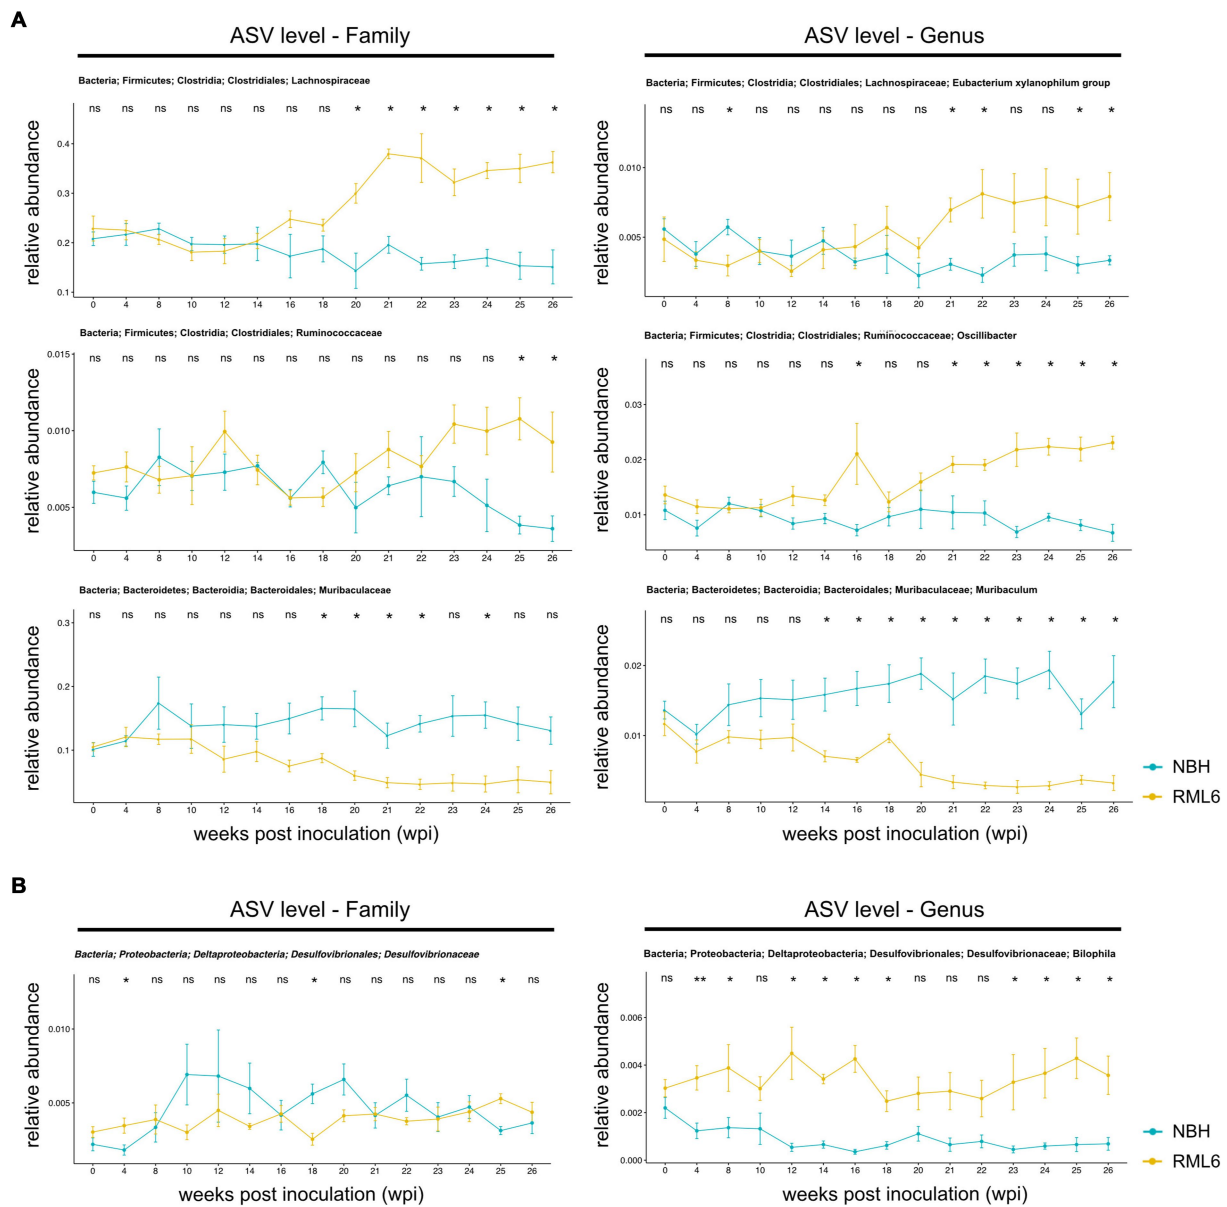 A
ASV level - Family
Bacteria; Firmicutes; Clostridia; Clostridiales; Lachnospiraceae
ns ns ns ns ns ns ns ns * * * * * * *
relative abundance
0.4
0.3
0.2
0.1
0 4 8 10 12 14 16 18 20 21 22 23 24 25 26
Bacteria; Firmicutes; Clostridia; Clostridiales; Ruminococcaceae
ns ns ns ns ns ns ns ns ns ns ns ns ns * *
relative abundance
0.015
0.010
0.005
0 4 8 10 12 14 16 18 20 21 22 23 24 25 26
Bacteria; Bacteroidetes; Bacteroidia; Bacteroidales; Muribaculaceae
ns ns ns ns ns ns ns * * * * ns * ns ns
relative abundance
0.3
0.2
0.1
0 4 8 10 12 14 16 18 20 21 22 23 24 25 26
weeks post inoculation (wpi)
ASV level - Genus
Bacteria; Firmicutes; Clostridia; Clostridiales; Lachnospiraceae; Eubacterium xylanophilum group
ns ns * ns ns ns ns ns ns * * ns ns * *
relative abundance
0.010
0.005
0 4 8 10 12 14 16 18 20 21 22 23 24 25 26
Bacteria; Firmicutes; Clostridia; Clostridiales; Ruminococcaceae; Oscillibacter
ns ns ns ns ns ns * ns ns * * * * * *
relative abundance
0.03
0.02
0.01
0 4 8 10 12 14 16 18 20 21 22 23 24 25 26
Bacteria; Bacteroidetes; Bacteroidia; Bacteroidales; Muribaculaceae; Muribaculum
ns ns ns ns ns * * * * * * * * * *
relative abundance
0.02
0.01
0 4 8 10 12 14 16 18 20 21 22 23 24 25 26
weeks post inoculation (wpi)
NBH
RML6
B
ASV level - Family
Bacteria; Proteobacteria; Deltaproteobacteria; Desulfovibrionales; Desulfovibrionaceae
ns * ns ns ns ns ns * ns ns ns ns ns * ns
relative abundance
0.010
0.005
0 4 8 10 12 14 16 18 20 21 22 23 24 25 26
weeks post inoculation (wpi)
ASV level - Genus
Bacteria; Proteobacteria; Deltaproteobacteria; Desulfovibrionales; Desulfovibrionaceae; Bilophila
ns ** * ns * * * * ns ns ns * * * *
relative abundance
0.006
0.004
0.002
0.000
0 4 8 10 12 14 16 18 20 21 22 23 24 25 26
weeks post inoculation (wpi)
NBH
RML6